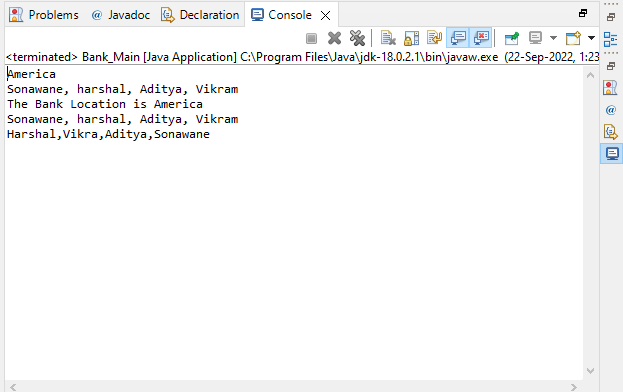 Problems @ Javadoc Declaration Console
<terminated> Bank_Main [Java Application] C:\Program Files\Java\jdk-18.0.2.1\bin\javaw.exe (22-Sep-2022, 1:23
America
Sonawane, harshal, Aditya, Vikram
The Bank Location is America
Sonawane, harshal, Aditya, Vikram
Harshal,Vikra,Aditya,Sonawane